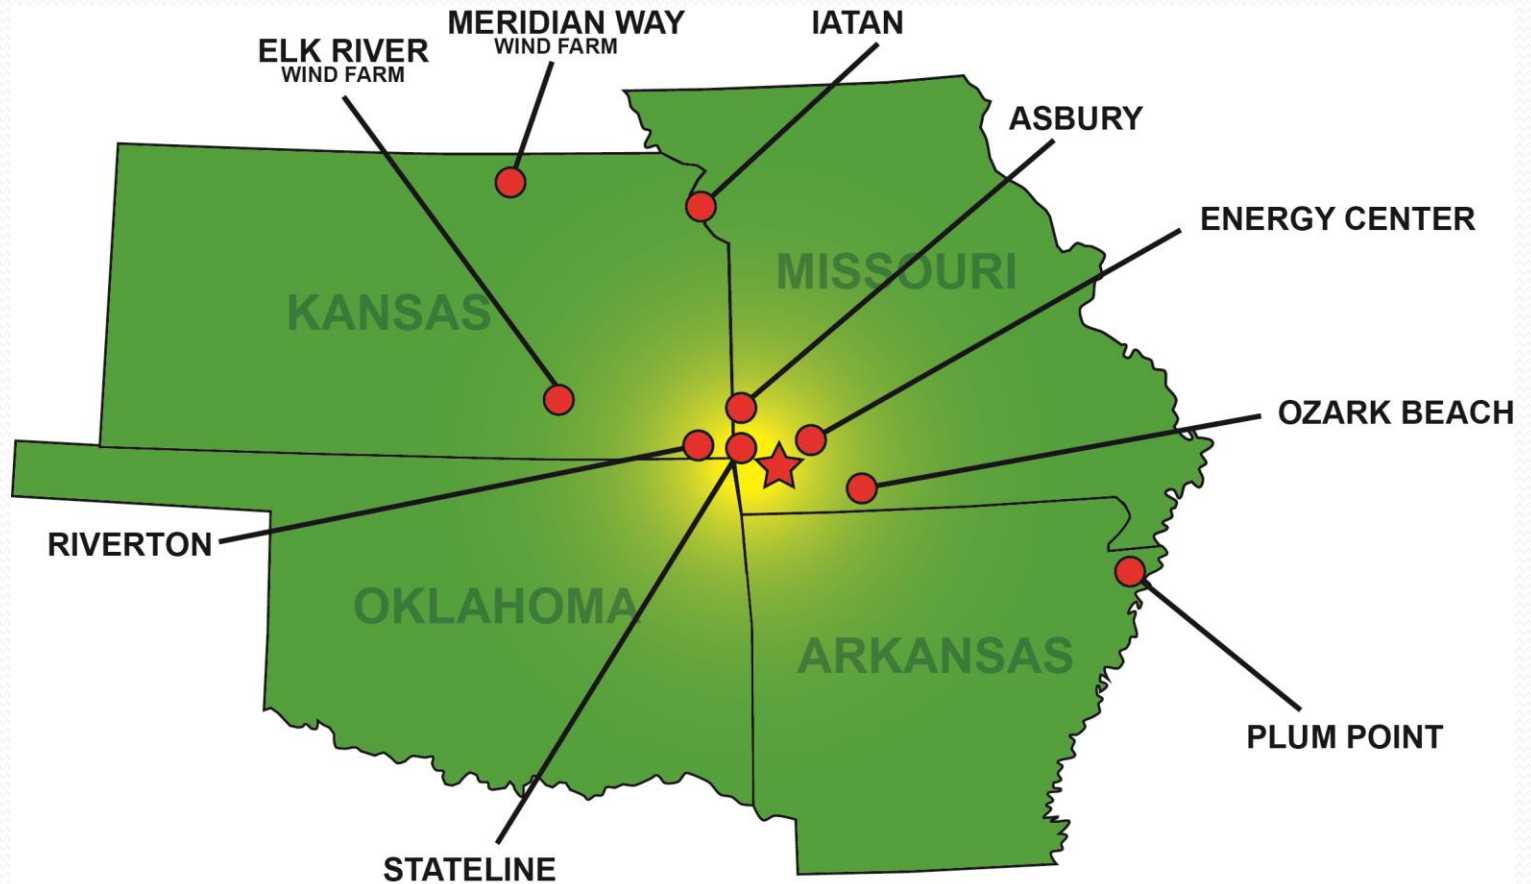 MERIDIAN WAY
WIND FARM
IATAN
ELK RIVER
WIND FARM
ASBURY
ENERGY CENTER
MISSOURI
KANSAS
OZARK BEACH
RIVERTON
OKLAHOMA
ARKANSAS
PLUM POINT
STATELINE